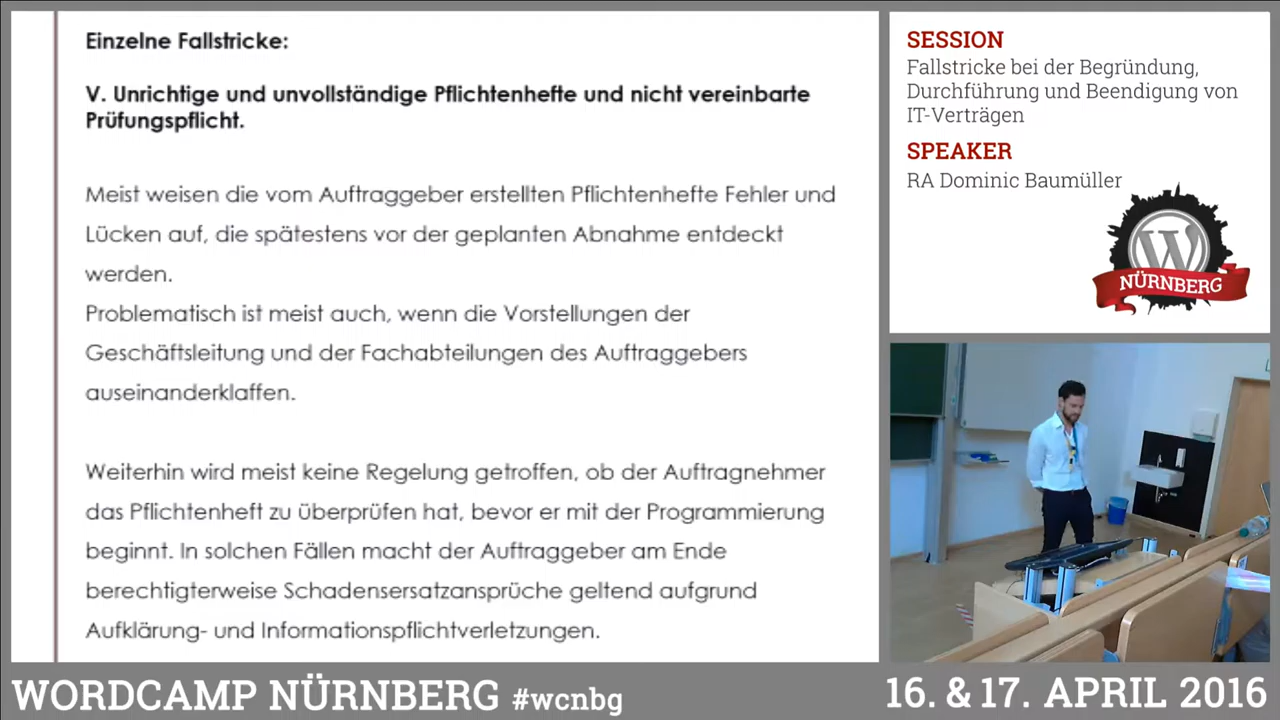 Einzelne Fallstricke:
V. Unrichtige und unvollständige Pflichtenhefte und nicht vereinbarte
Prüfungspflicht.
Meist weisen die vom Auftraggeber erstellten Pflichtenhefte Fehler und
Lücken auf, die spätestens vor der geplanten Abnahme entdeckt
werden.
Problematisch ist meist auch, wenn die Vorstellungen der
Geschäftsleitung und der Fachabteilungen des Auftraggebers
auseinanderklaffen.
Weiterhin wird meist keine Regelung getroffen, ob der Auftragnehmer
das Pflichtenheft zu überprüfen hat, bevor er mit der Programmierung
beginnt. In solchen Fällen macht der Auftraggeber am Ende
berechtigterweise Schadensersatzansprüche geltend aufgrund
Aufklärung- und Informationspflichtverletzungen.
SESSION
Fallstricke bei der Begründung,
Durchführung und Beendigung von
IT-Verträgen
SPEAKER
RA Dominic Baumüller
W
NÜRNBERG
WORDCAMP NÜRNBERG #wcnbg
16. & 17. APRIL 2016